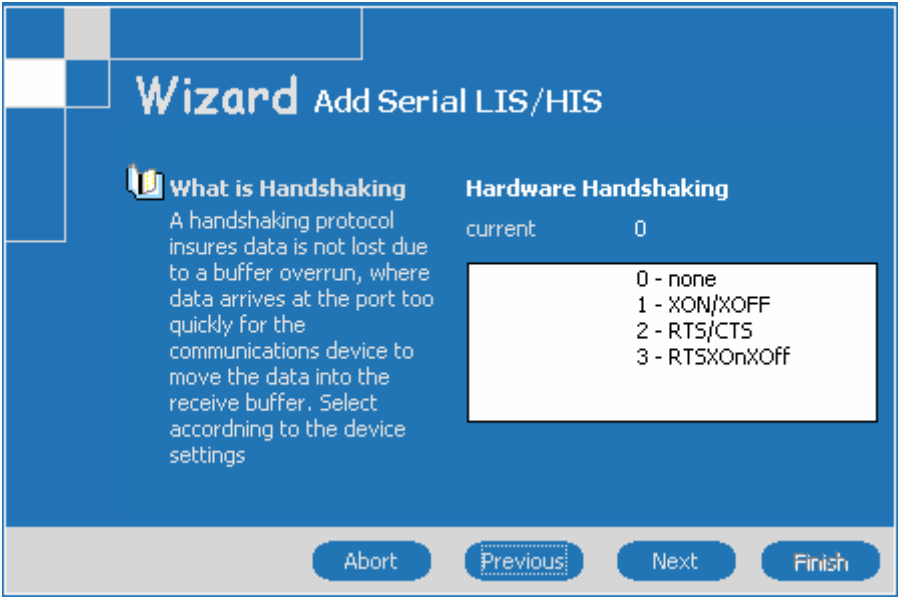 Wizard Add Serial LIS/HIS
What is Handshaking
A handshaking protocol
insures data is not lost due
to a buffer overrun, where
data arrives at the port too
quickly for the
communications device to
move the data into the
receive buffer. Select
accordning to the device
settings
Hardware Handshaking
current 0
0 - none
1 - XON/XOFF
2 - RTS/CTS
3 - RTSXOnXOff
Abort Previous Next Finish